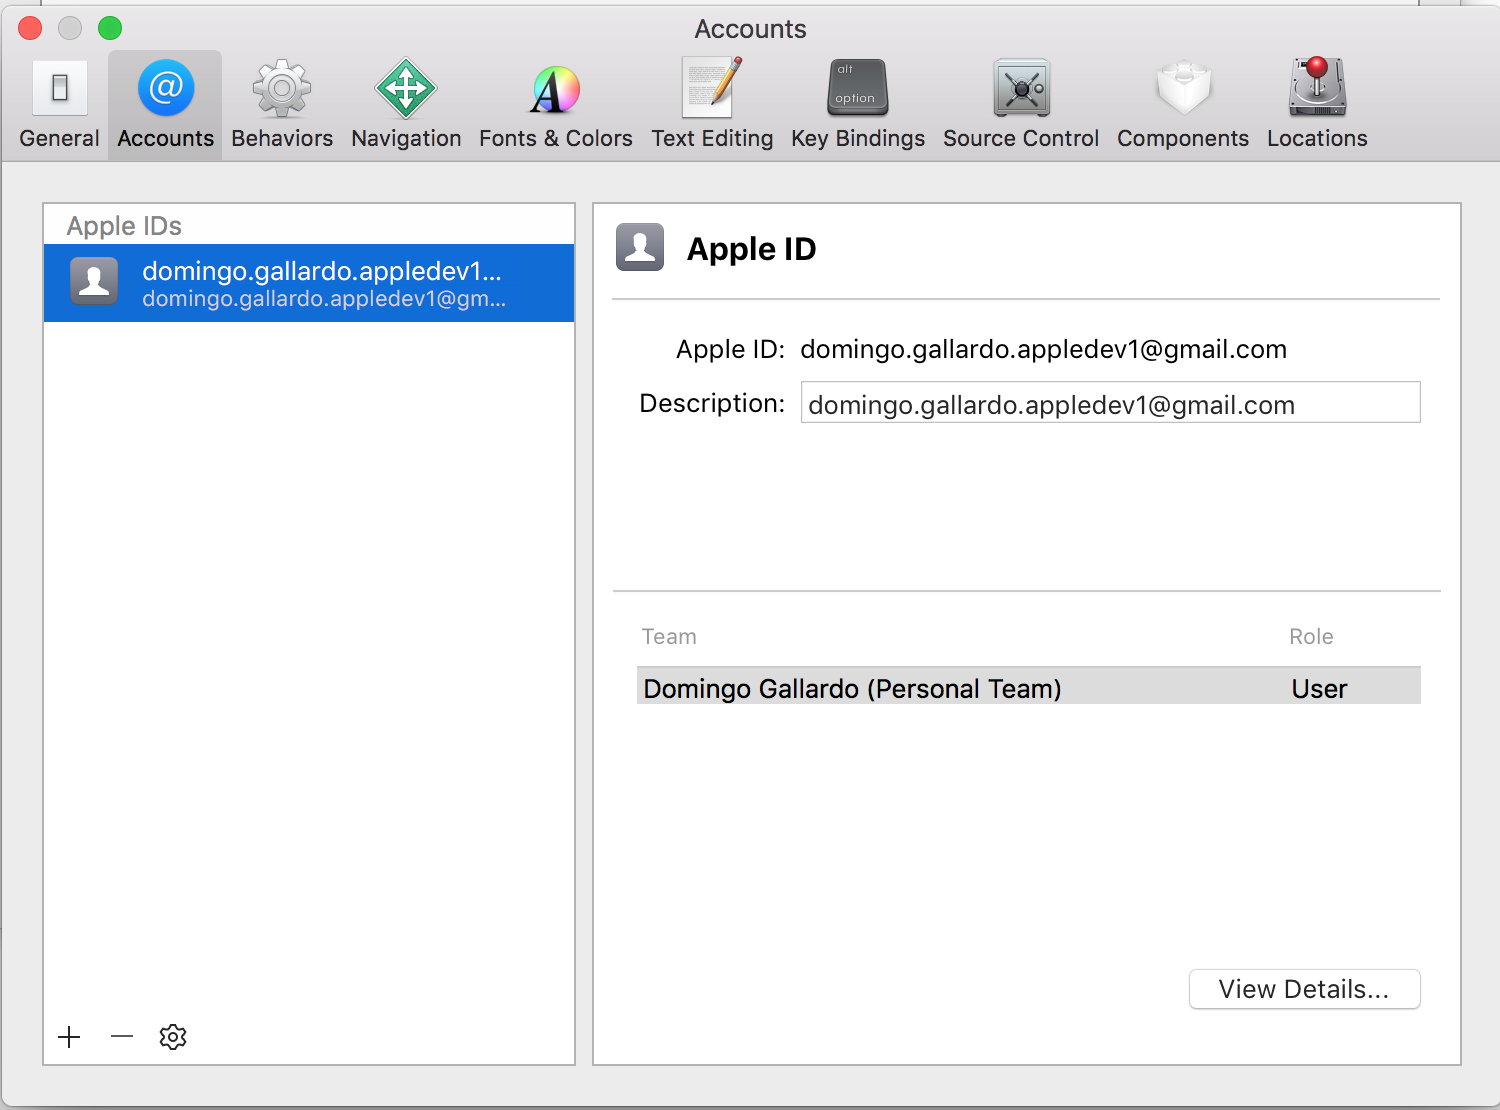 Accounts
General Accounts Behaviors Navigation Fonts & Colors Text Editing alt option Key Bindings Source Control Components Locations
Apple IDs
domingo.gallardo.appledev1...
domingo.gallardo.appledev1@gm...
Apple ID
Apple ID: domingo.gallardo.appledev1@gmail.com
Description: domingo.gallardo.appledev1@gmail.com
Team Role
Domingo Gallardo (Personal Team) User
View Details...